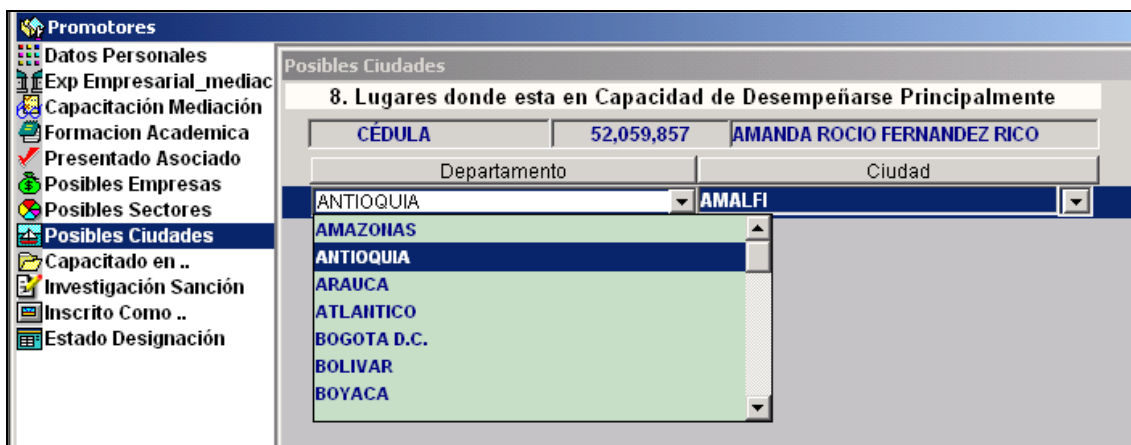 Promotores
Datos Personales
Exp Empresarial_mediac
Capacitación Mediación
Formacion Academica
Presentado Asociado
Posibles Empresas
Posibles Sectores
Posibles Ciudades
Capacitado en ..
Investigación Sanción
Inscrito Como ..
Estado Designación
Posibles Ciudades
8. Lugares donde esta en Capacidad de Desempeñarse Principalmente
CÉDULA 52,059,857 AMANDA ROCIO FERNANDEZ RICO
Departamento Ciudad
ANTIOQUIA AMALFI
AMAZONAS
ANTIOQUIA
ARAUCA
ATLANTICO
BOGOTA D.C.
BOLIVAR
BOYACA